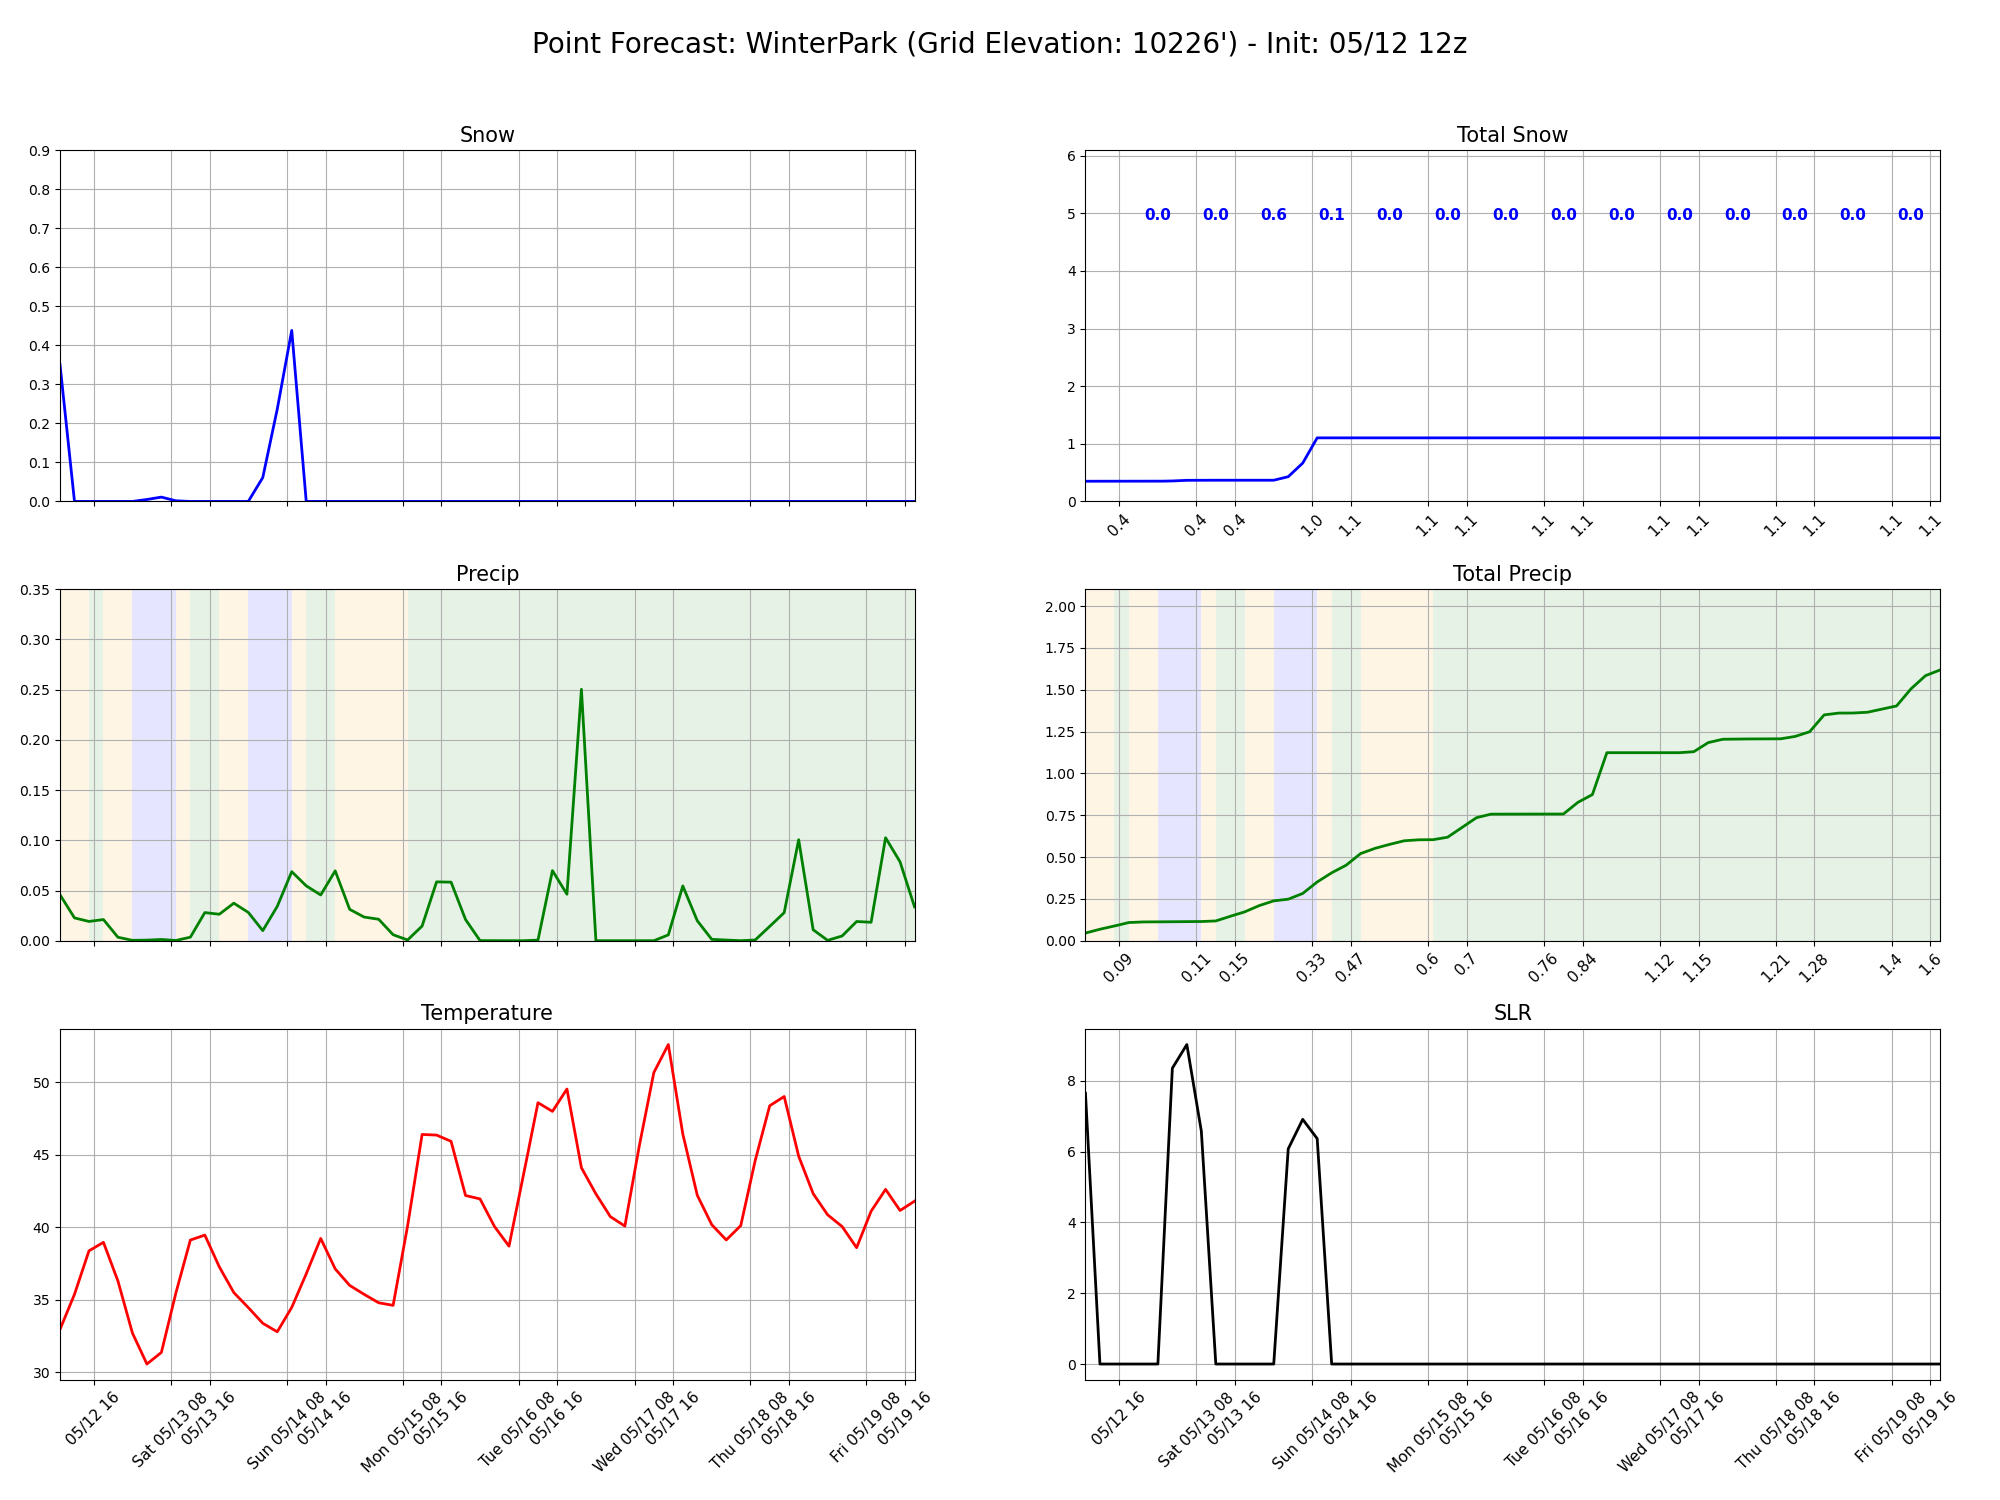 Point Forecast: WinterPark (Grid Elevation: 10226') - Init: 05/12 12z
Snow
0.9
0.8
0.7
0.6
0.5
0.4
0.3
0.2
0.1
0.0
Total Snow
6
5
4
3
2
1
0
0.0 0.0 0.6 0.1 0.0 0.0 0.0 0.0 0.0 0.0 0.0 0.0 0.0 0.0
0.4 0.4 0.4 1.0 1.1 1.1 1.1 1.1 1.1 1.1 1.1 1.1 1.1 1.1 1.1
Precip
0.35
0.30
0.25
0.20
0.15
0.10
0.05
0.00
Total Precip
2.00
1.75
1.50
1.25
1.00
0.75
0.50
0.25
0.00
0.09 0.11 0.15 0.33 0.47 0.6 0.7 0.76 0.84 1.12 1.15 1.21 1.28 1.4 1.6
Temperature
50
45
40
35
30
05/12 16
Sat 05/13 08
05/13 16
Sun 05/14 08
05/14 16
Mon 05/15 08
05/15 16
Tue 05/16 08
05/16 16
Wed 05/17 08
05/17 16
Thu 05/18 08
05/18 16
Fri 05/19 08
05/19 16
SLR
8
6
4
2
0
05/12 16
Sat 05/13 08
05/13 16
Sun 05/14 08
05/14 16
Mon 05/15 08
05/15 16
Tue 05/16 08
05/16 16
Wed 05/17 08
05/17 16
Thu 05/18 08
05/18 16
Fri 05/19 08
05/19 16